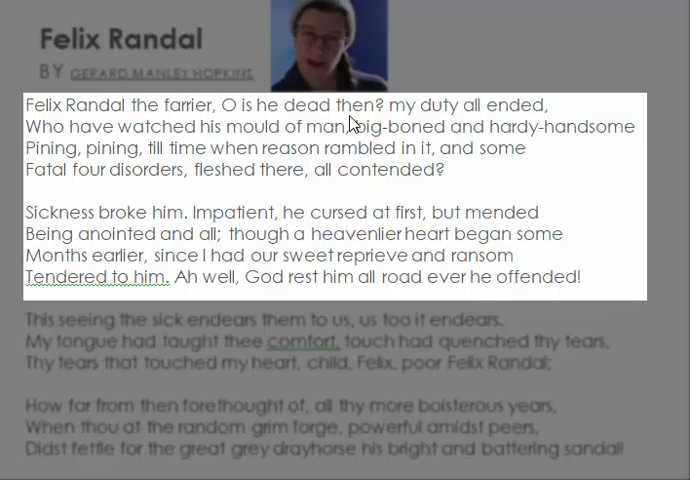 Felix Randal
BY GERARD MANLEY HOPKINS
Felix Randal the farrier, O is he dead then? my duty all ended,
Who have watched his mould of man, big-boned and hardy-handsome
Pining, pining, till time when reason rambled in it, and some
Fatal four disorders, fleshed there, all contended?
Sickness broke him. Impatient, he cursed at first, but mended
Being anointed and all; though a heavenlier heart began some
Months earlier, since I had our sweet reprieve and ransom
Tendered to him. Ah well, God rest him all road ever he offended!
This seeing the sick endears them to us, us too it endears.
My tongue had taught thee comfort, touch had quenched thy tears,
Thy tears that touched my heart, child, Felix, poor Felix Randal;
How far from then forethought of, all thy more boisterous years,
When thou at the random grim forge, powerful amidst peers,
Didst fettle for the great grey drayhorse his bright and battering sandal!